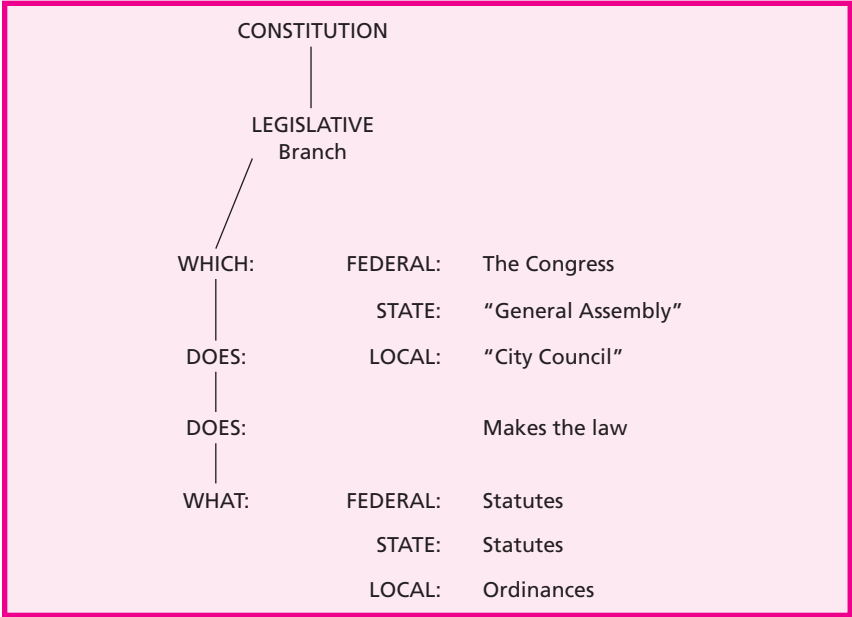 CONSTITUTION
LEGISLATIVE
Branch
WHICH: FEDERAL: The Congress
STATE: “General Assembly”
DOES: LOCAL: “City Council”
DOES: Makes the law
WHAT: FEDERAL: Statutes
STATE: Statutes
LOCAL: Ordinances